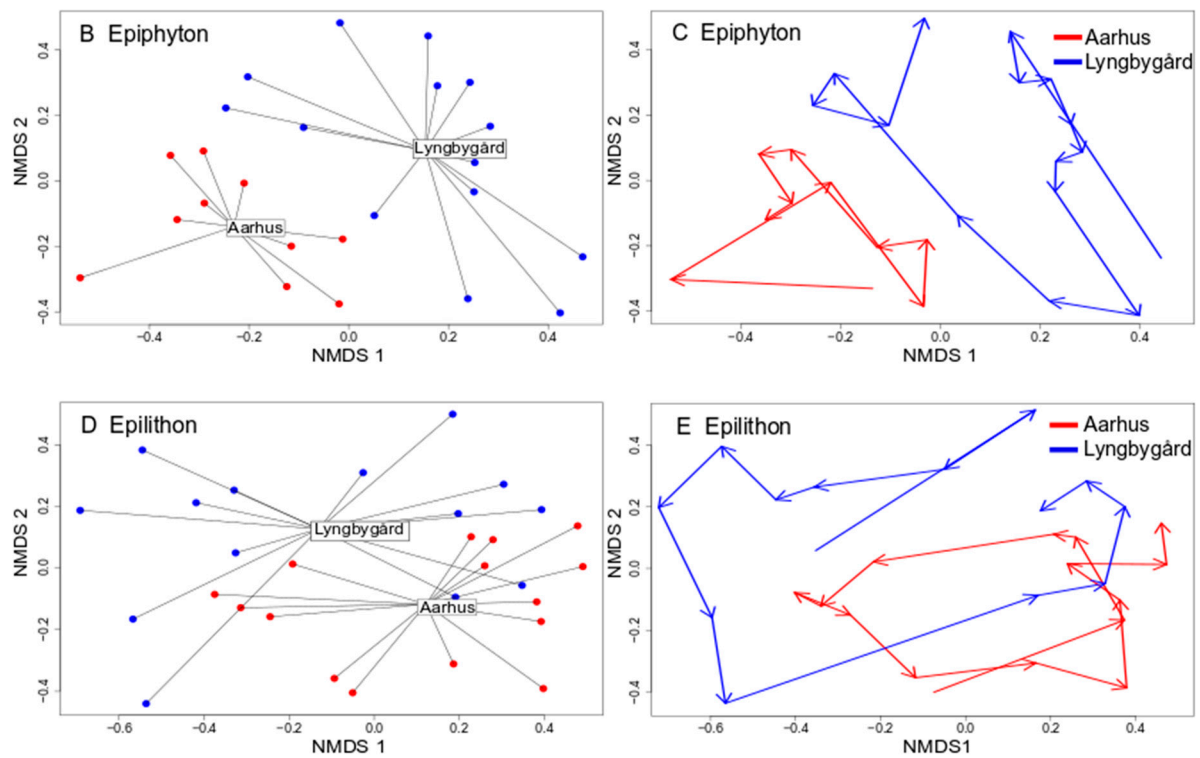 B Epiphyton
NMDS 2
0.4
0.2
0.0
−0.2
−0.4
Lyngbygård
Aarhus
−0.4
−0.2
0.0
0.2
0.4
NMDS 1
C Epiphyton
Aarhus
Lyngbygård
NMDS 2
0.4
0.2
0.0
−0.2
−0.4
−0.4
−0.2
0.0
0.2
0.4
NMDS 1
D Epilithon
NMDS 2
0.4
0.2
0.0
−0.2
−0.4
Lyngbygård
Aarhus
−0.6
−0.4
−0.2
0.0
0.2
0.4
NMDS 1
E Epilithon
Aarhus
Lyngbygård
NMDS 2
0.4
0.2
0.0
−0.2
−0.4
−0.6
−0.4
−0.2
0.0
0.2
0.4
NMDS1